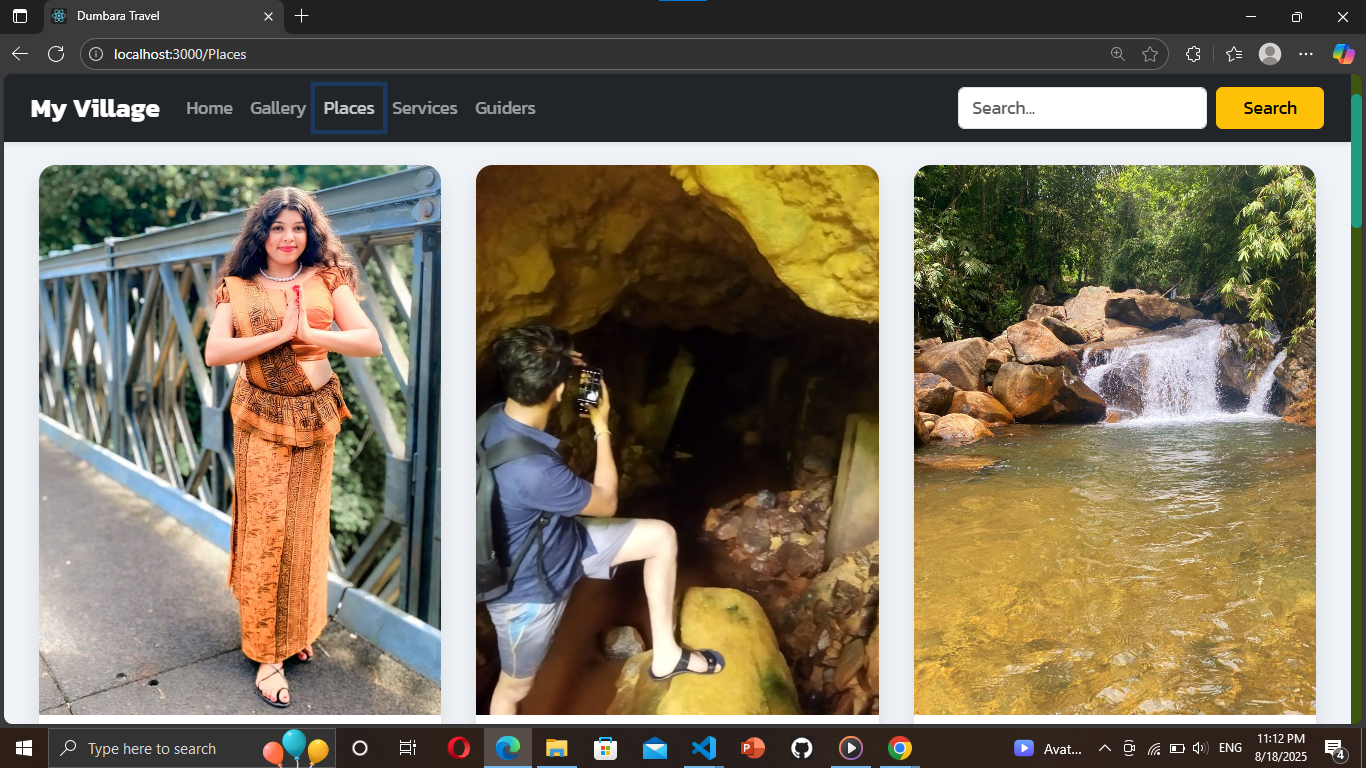 Dumbara Travel
localhost:3000/Places
My Village Home Gallery Places Services Guiders Search... Search
Type here to search
Avat... ENG 11:12 PM
8/18/2025
4